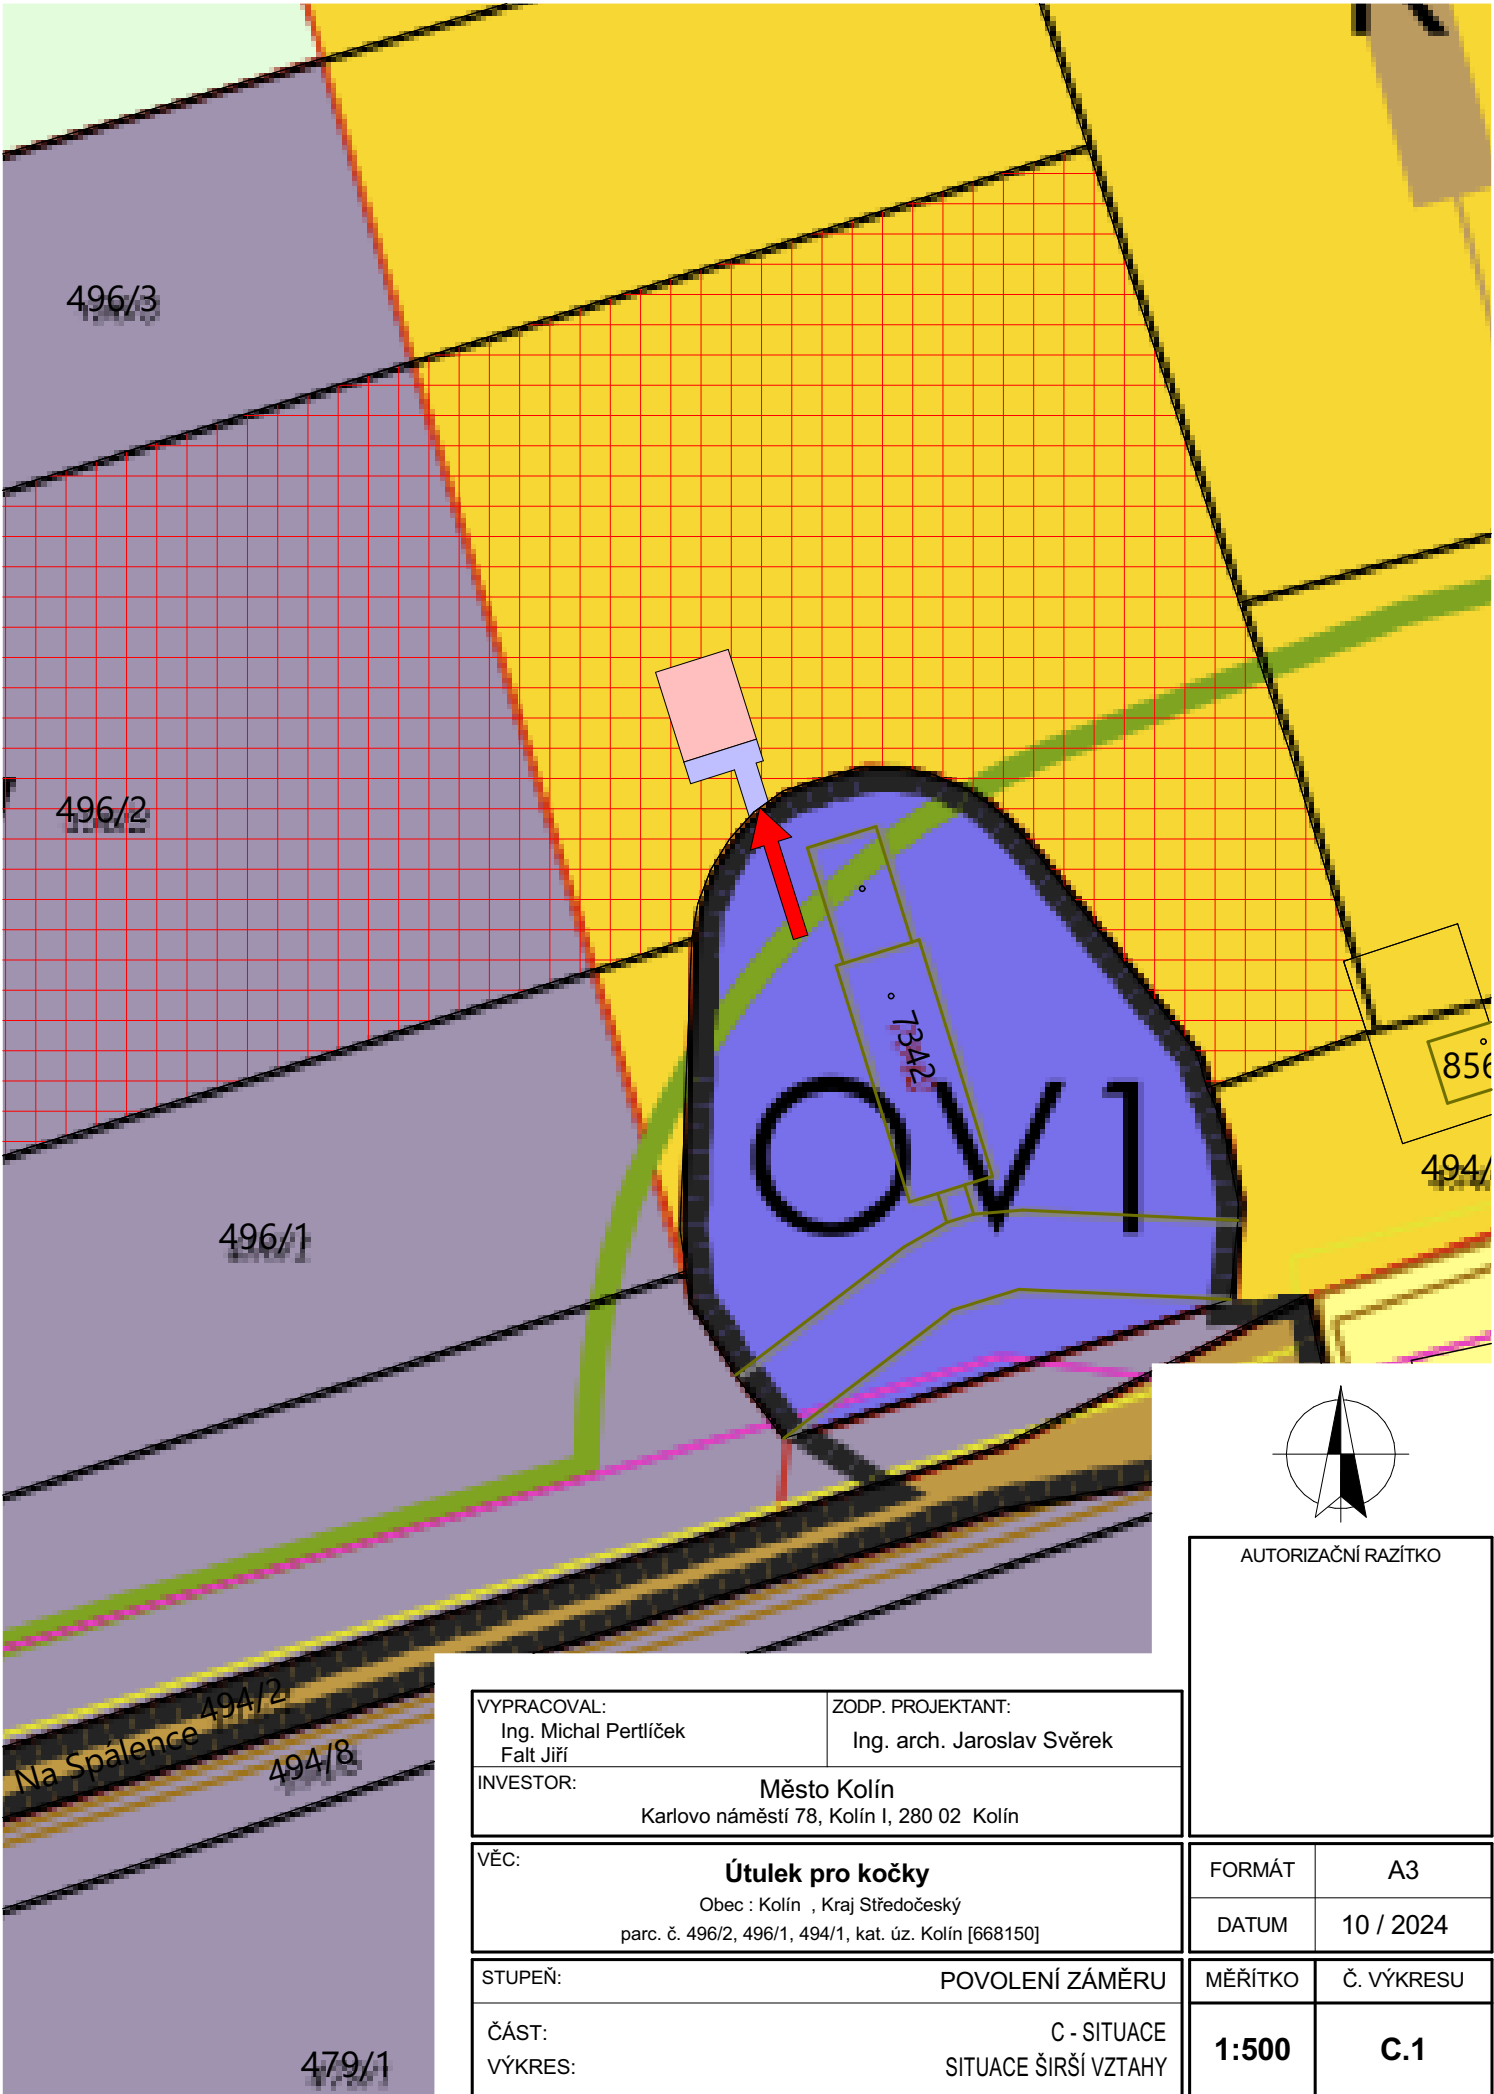 496/3
496/2
7342
856
OV1
494/
496/1
494/2
Na Spálence
494/8
479/1
AUTORIZAČNÍ RAZÍTKO
VYPRACOVAL:
Ing. Michal Pertlíček
Falt Jiří
ZODP. PROJEKTANT:
Ing. arch. Jaroslav Svěrek
INVESTOR:
Město Kolín
Karlovo náměstí 78, Kolín I, 280 02 Kolín
VĚC:
Útulek pro kočky
Obec : Kolín , Kraj Středočeský
parc. č. 496/2, 496/1, 494/1, kat. úz. Kolín [668150]
FORMÁT A3
DATUM 10 / 2024
STUPEŇ: POVOLENÍ ZÁMĚRU
MĚŘÍTKO Č. VÝKRESU
ČÁST: C - SITUACE
VÝKRES: SITUACE ŠIRŠÍ VZTAHY
1:500 C.1